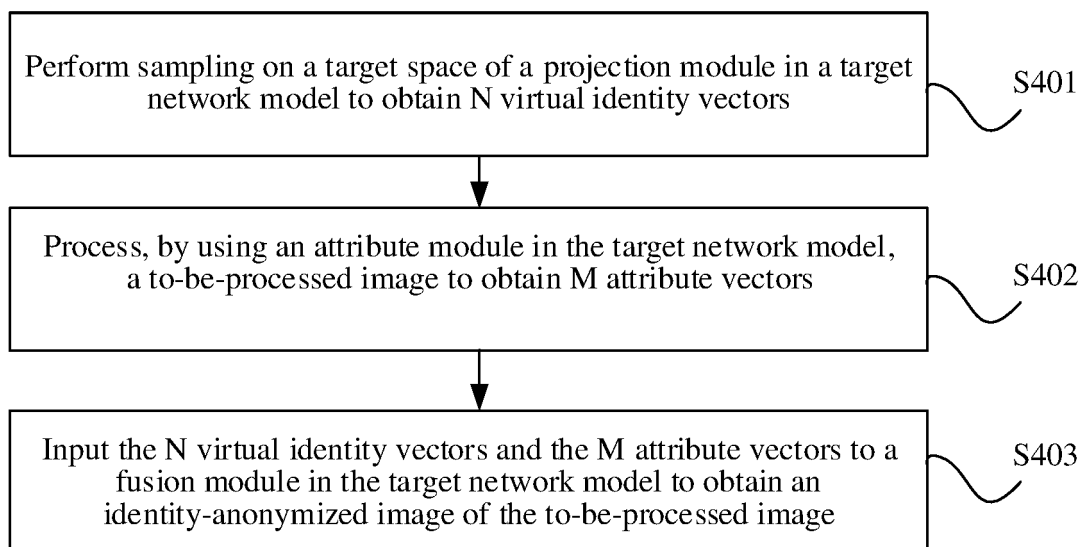 Perform sampling on a target space of a projection module in a target
network model to obtain N virtual identity vectors
S401
Process, by using an attribute module in the target network model,
a to-be-processed image to obtain M attribute vectors
S402
Input the N virtual identity vectors and the M attribute vectors to a
fusion module in the target network model to obtain an
identity-anonymized image of the to-be-processed image
S403